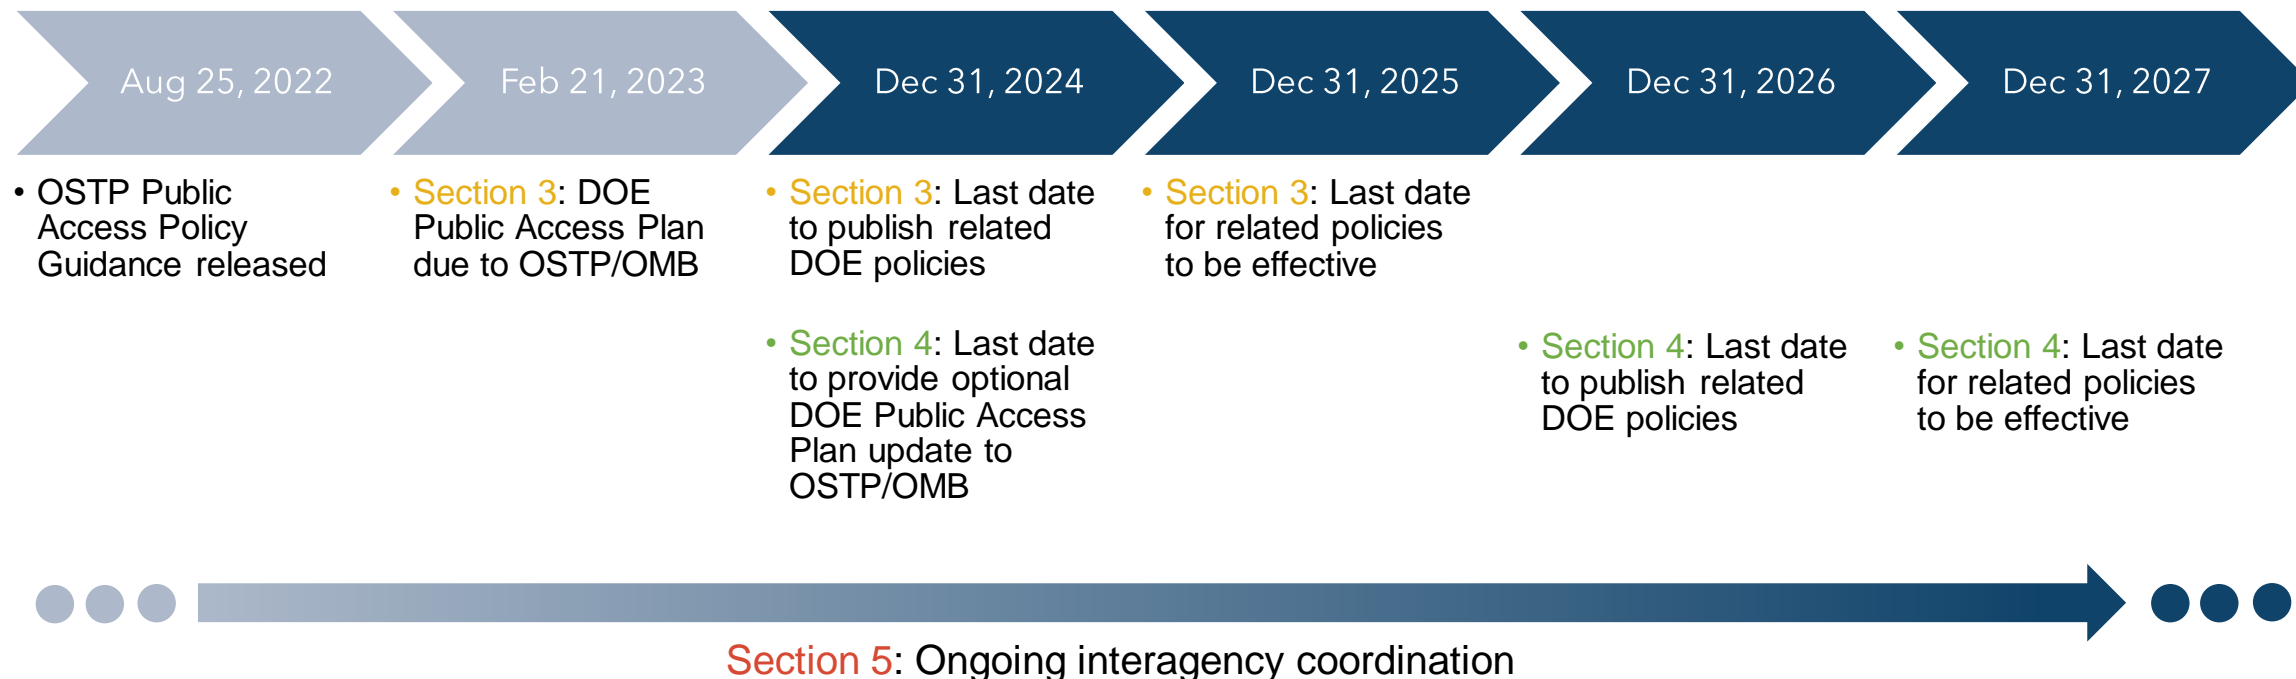 Aug 25, 2022
Feb 21, 2023
Dec 31, 2024
Dec 31, 2025
Dec 31, 2026
Dec 31, 2027
• OSTP Public
Access Policy
Guidance released
• Section 3: DOE
Public Access Plan
due to OSTP/OMB
• Section 3: Last date
to publish related
DOE policies
• Section 4: Last date
to provide optional
DOE Public Access
Plan update to
OSTP/OMB
• Section 3: Last date
for related policies
to be effective
• Section 4: Last date
to publish related
DOE policies
• Section 4: Last date
for related policies
to be effective
Section 5: Ongoing interagency coordination